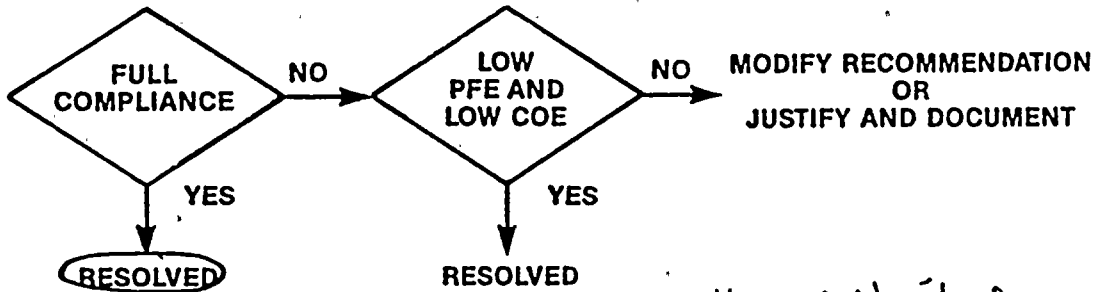 FULL
COMPLIANCE
NO
LOW
PFE AND
LOW COE
NO
MODIFY RECOMMENDATION
OR
JUSTIFY AND DOCUMENT
YES
YES
RESOLVED
RESOLVED